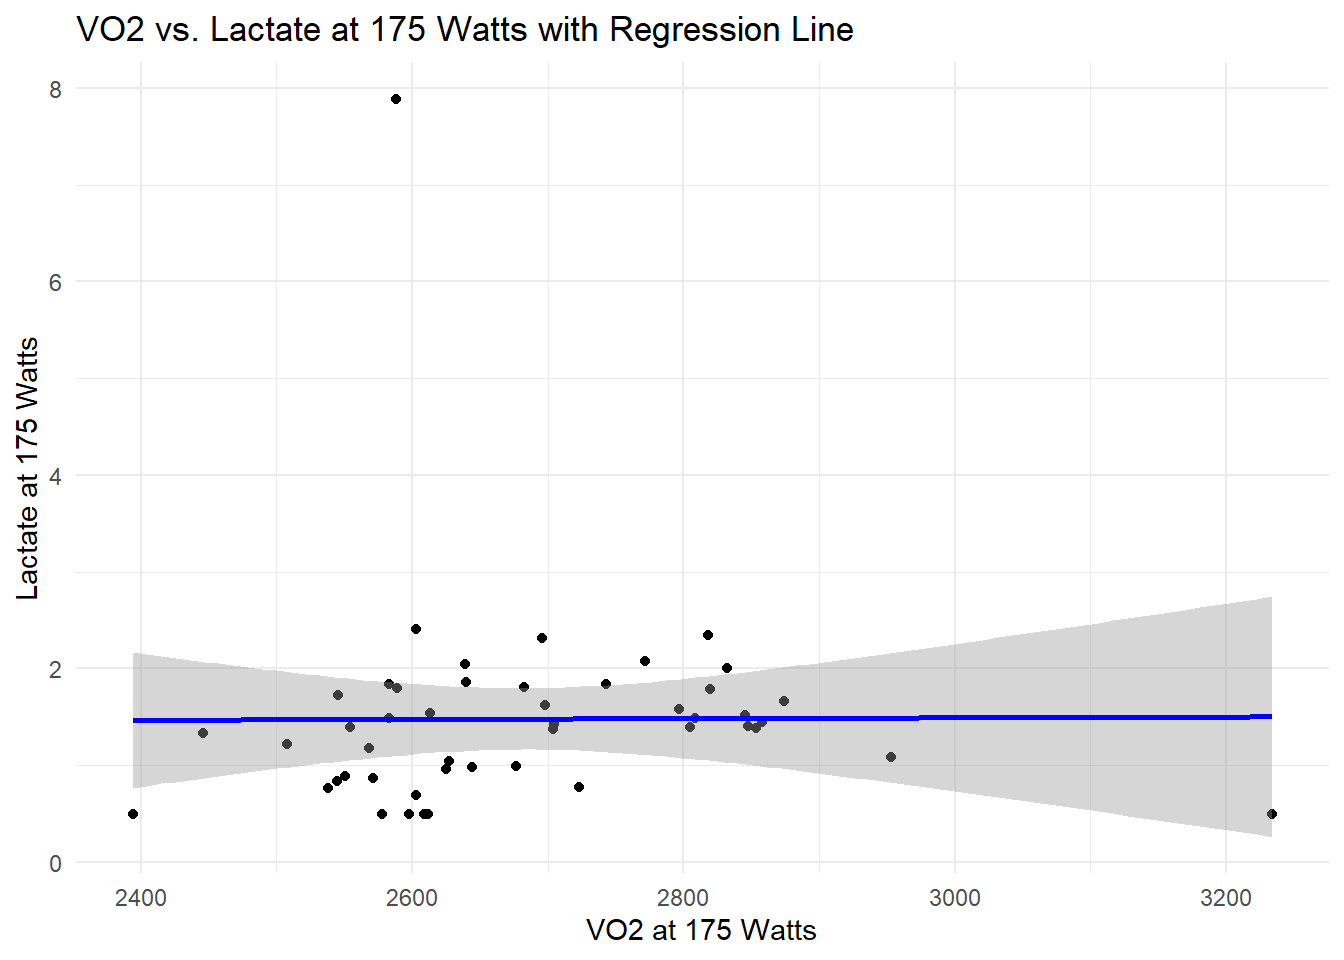 VO2 vs. Lactate at 175 Watts with Regression Line
8
6
4
2
0
Lactate at 175 Watts
2400 2600 2800 3000 3200
VO2 at 175 Watts